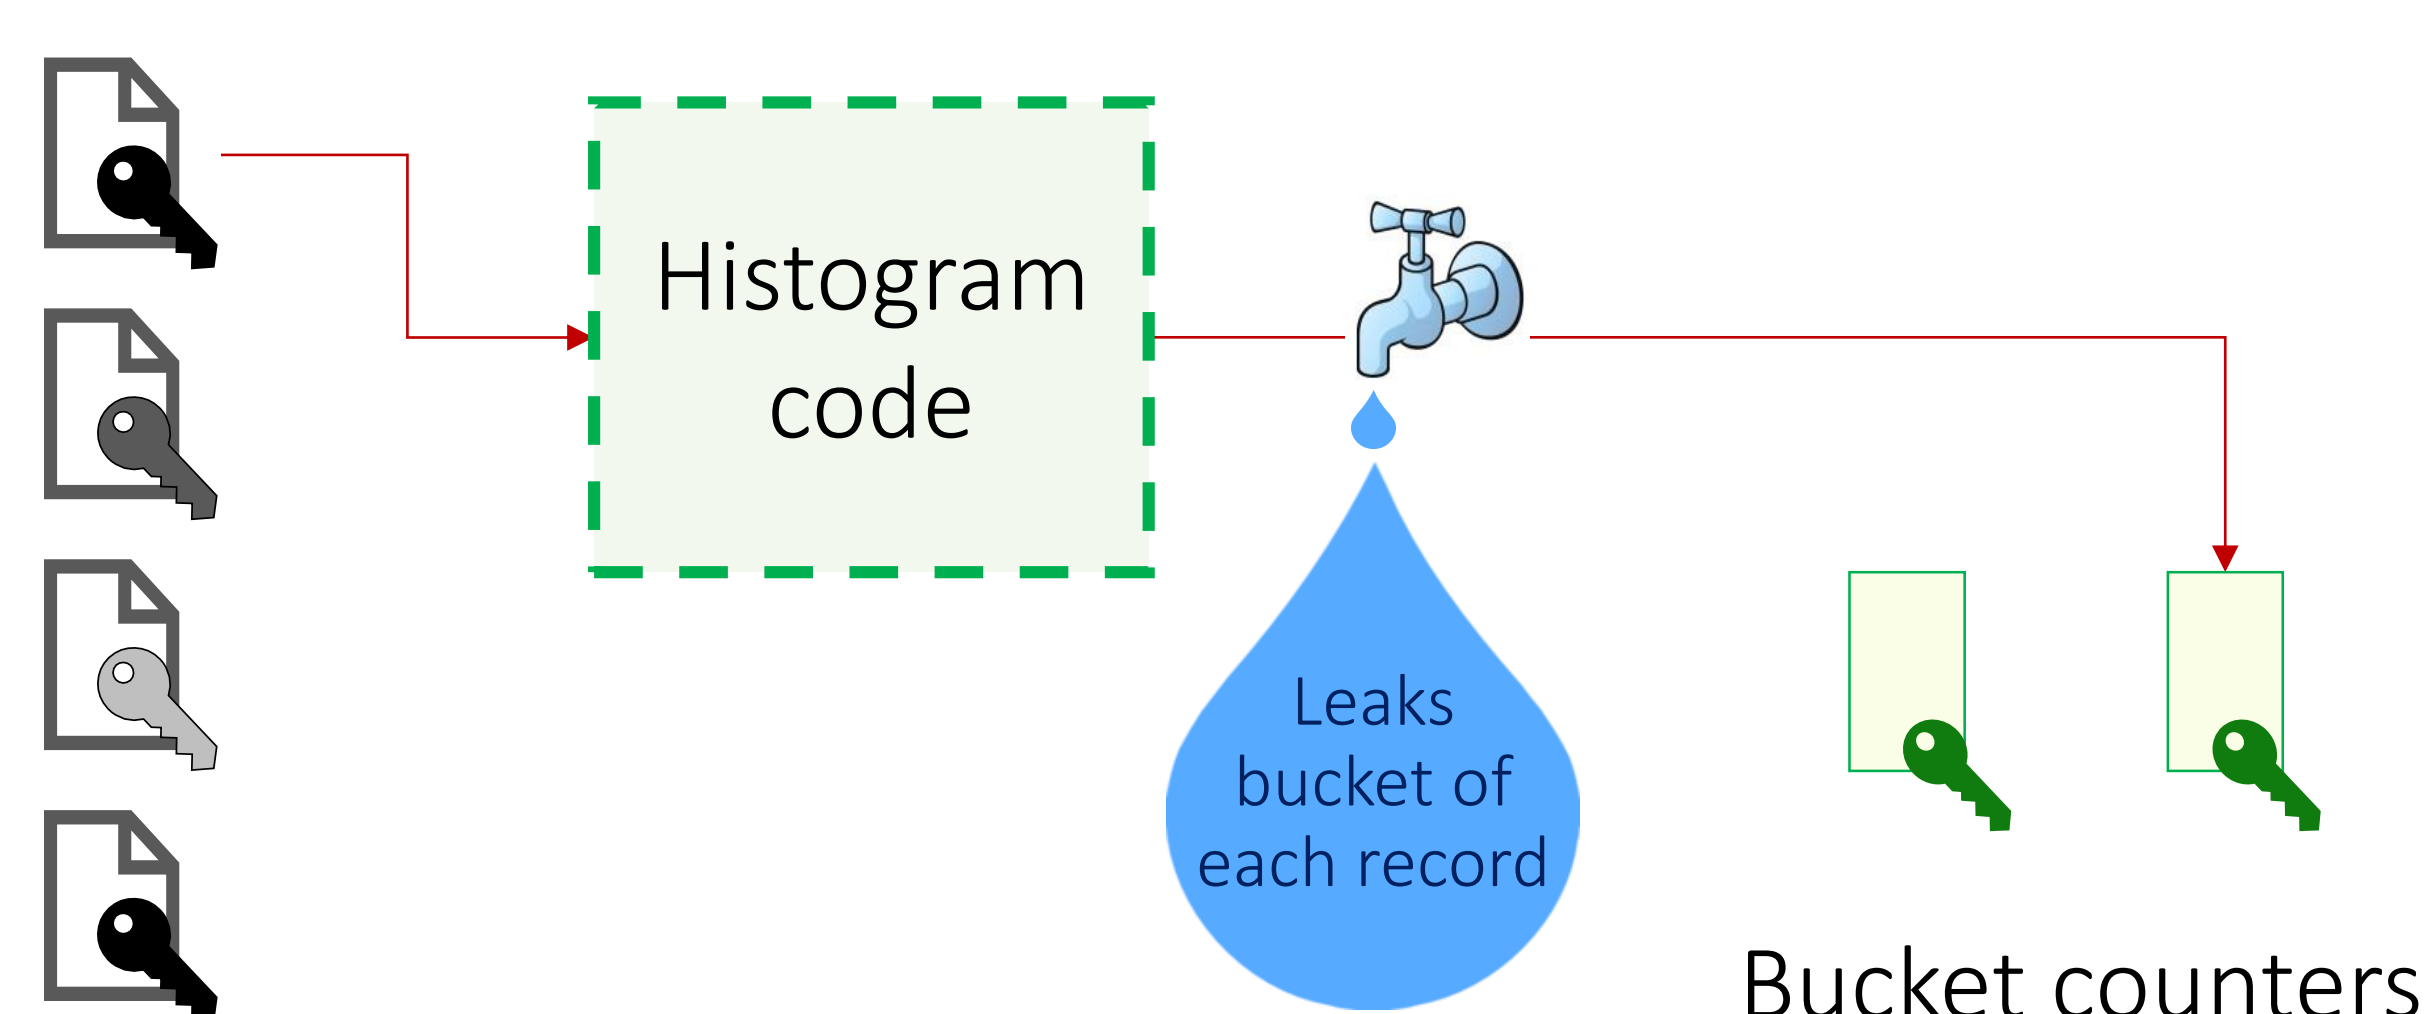 Histogram
code
Leaks
bucket of
each record
Bucket counters